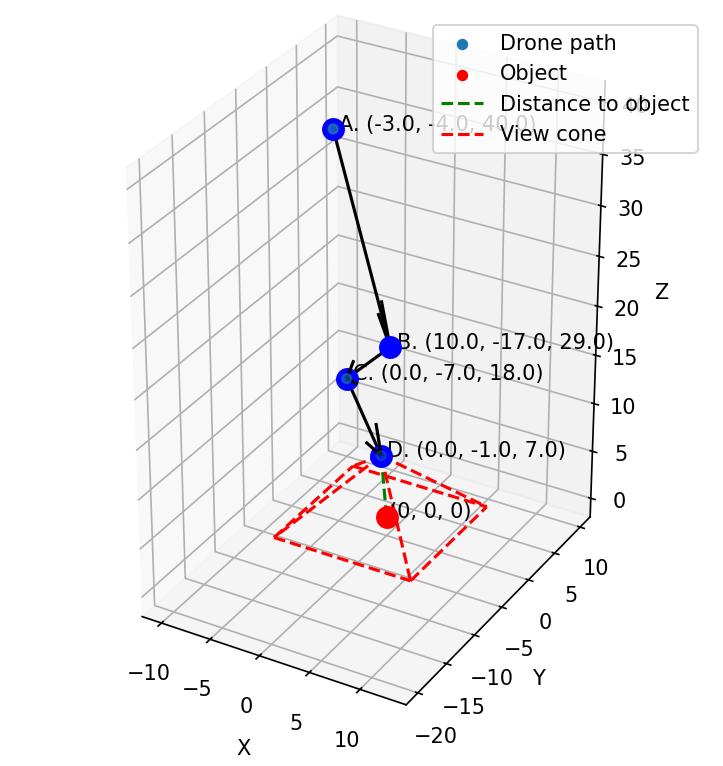 Drone path
Object
Distance to object
View cone
A. (-3.0, -4.0, 40.0)
B. (10.0, -17.0, 29.0)
C. (0.0, -7.0, 18.0)
D. (0.0, -1.0, 7.0)
(0, 0, 0)
40
35
30
25
20
15
10
5
0
Z
10
5
0
−5
−10
−15
−20
Y
−10
−5
0
5
10
X